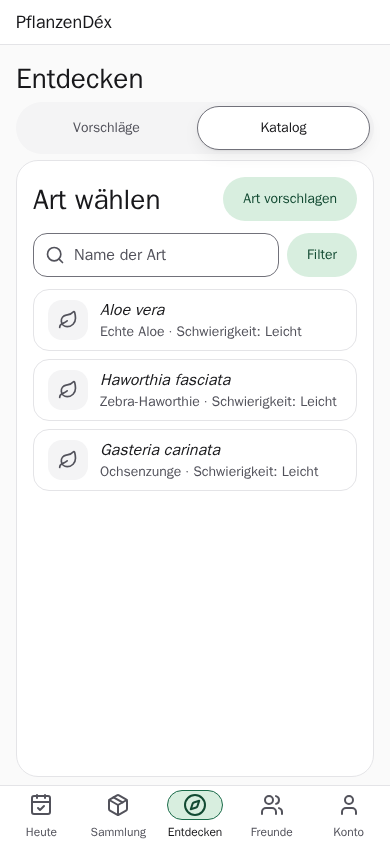 PflanzenDéx
Entdecken
Vorschläge
Katalog
Art wählen
Art vorschlagen
Name der Art
Filter
Aloe vera
Echte Aloe · Schwierigkeit: Leicht
Haworthia fasciata
Zebra-Haworthie · Schwierigkeit: Leicht
Gasteria carinata
Ochsenzunge · Schwierigkeit: Leicht
Heute
Sammlung
Entdecken
Freunde
Konto